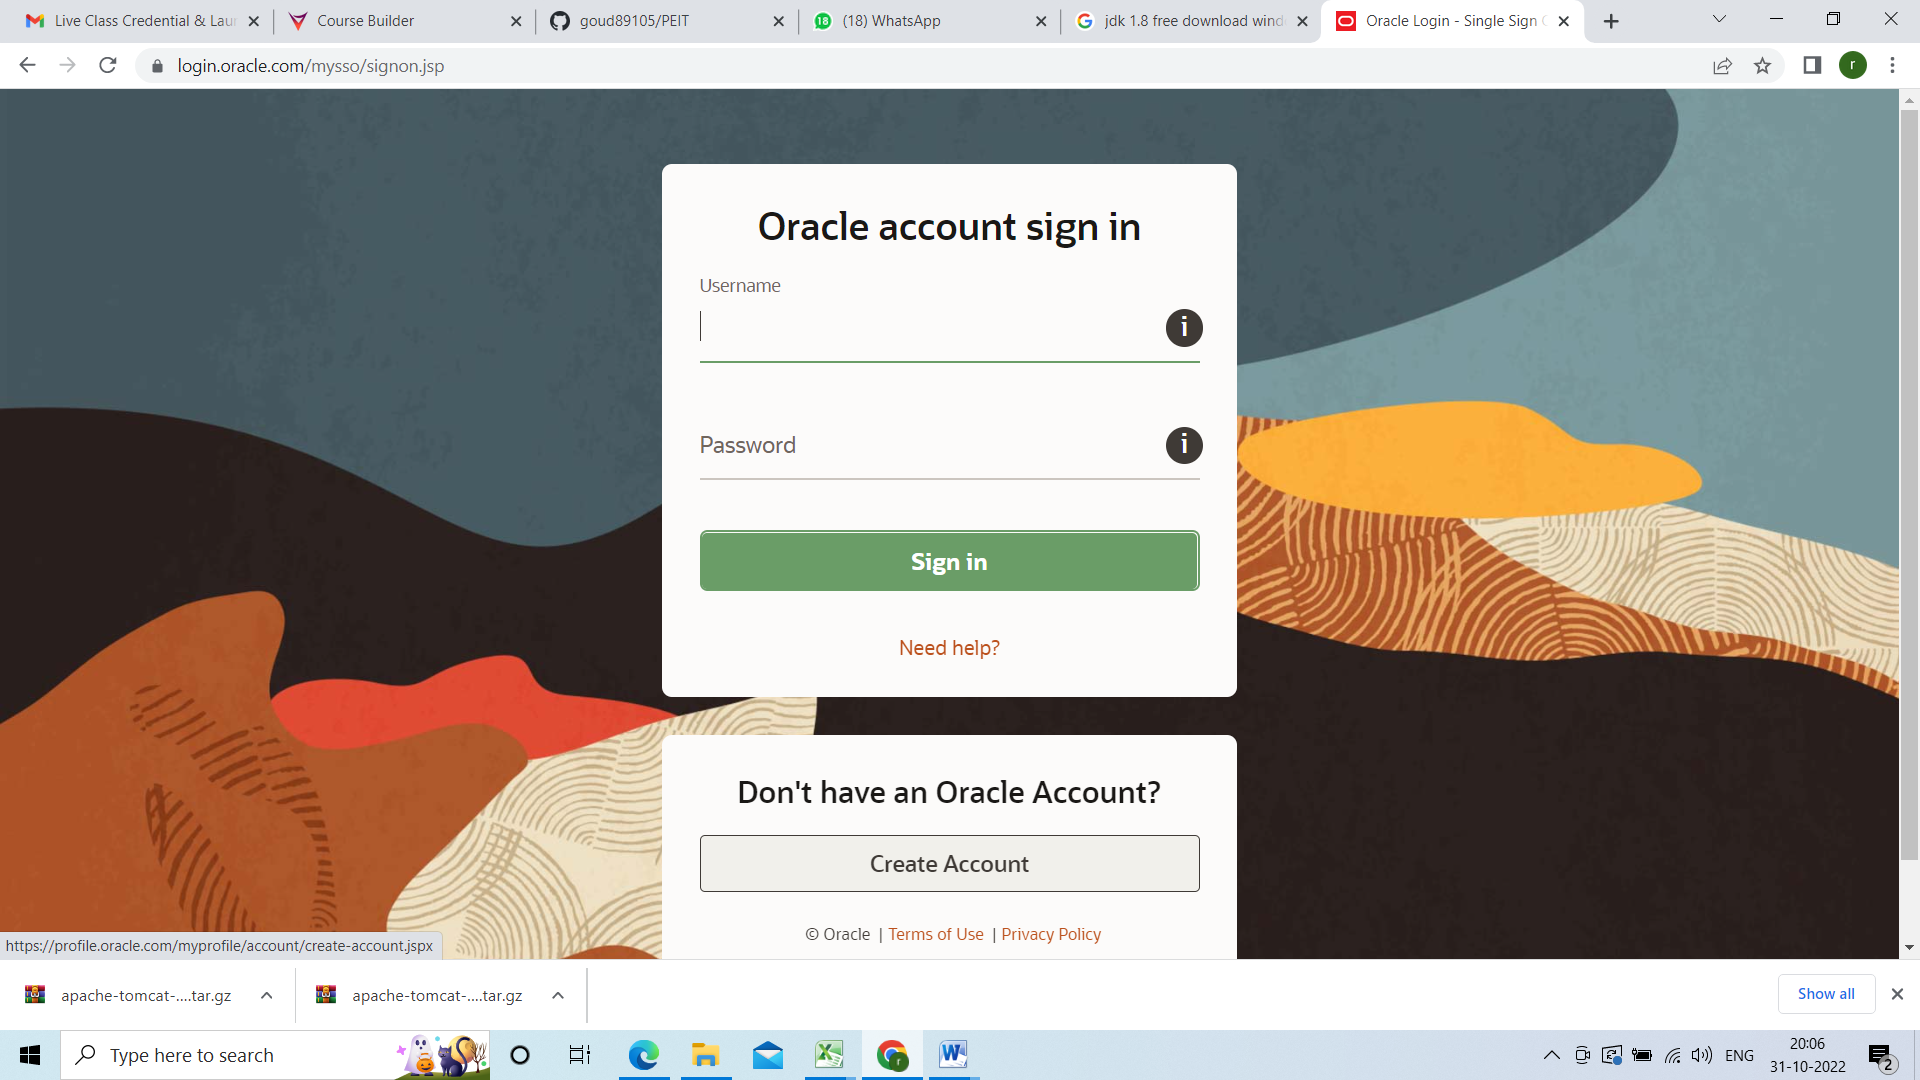 Live Class Credential & Lau
Course Builder
goud89105/PEIT
18
(18) WhatsApp
jdk 1.8 free download wind
Oracle Login - Single Sign
login.oracle.com/mysso/signon.jsp
r
Oracle account sign in
Username
i
Password
i
Sign in
Need help?
Don't have an Oracle Account?
Create Account
© Oracle | Terms of Use | Privacy Policy
https://profile.oracle.com/myprofile/account/create-account.jspx
apache-tomcat-....tar.gz
apache-tomcat-....tar.gz
Show all
Type here to search
r
ENG
20:06
31-10-2022
2